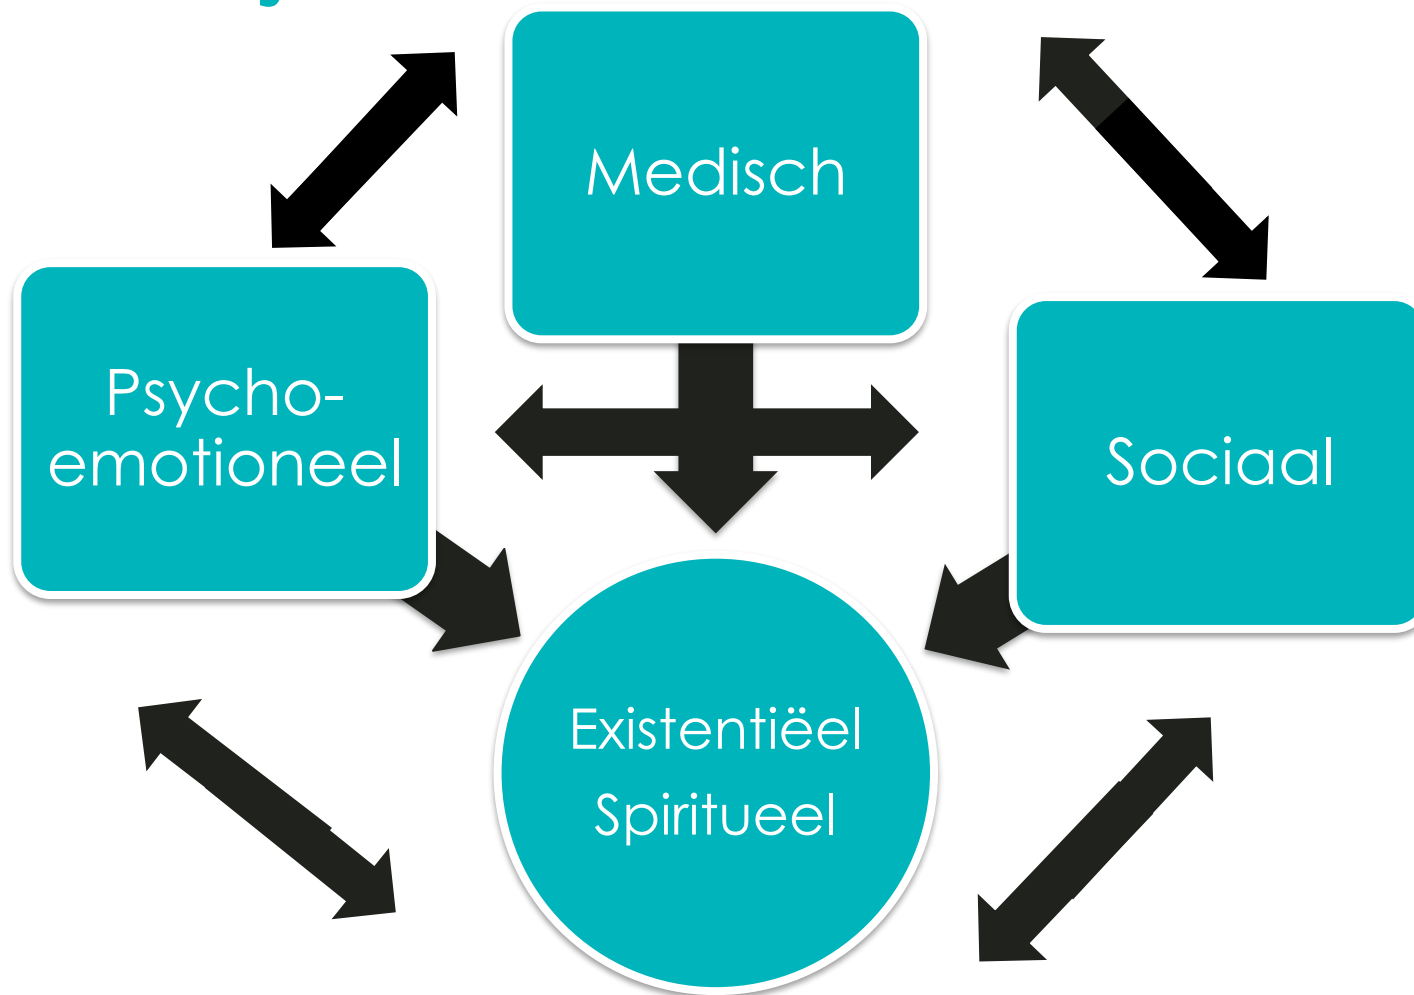 Medisch
Psycho-
emotioneel
Sociaal
Existentiëel
Spiritueel